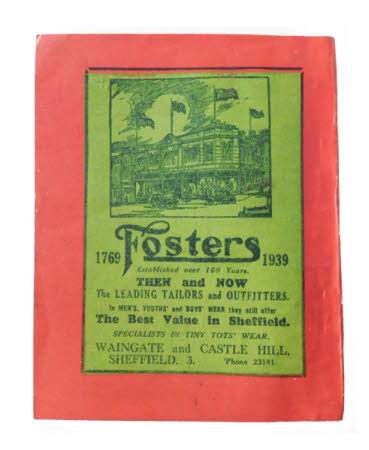 1769 Fosters 1939
Established over 160 Years.
THEN and NOW
The LEADING TAILORS and OUTFITTERS.
In MEN'S, YOUTHS' and BOYS' WEAR they still offer
The Best Value in Sheffield.
SPECIALISTS IN TINY TOTS' WEAR.
WAINGATE and CASTLE HILL,
SHEFFIELD, 3. 'Phone 23181.